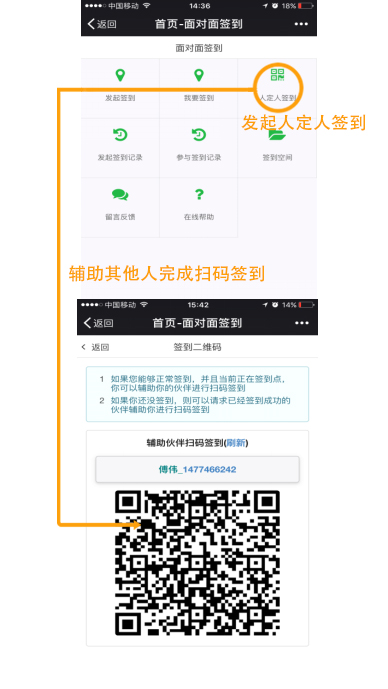 中国移动 14:36 18%
返回 首页-面对面签到
面对面签到
发起签到 我要签到 人定人签到
发起人定人签到
发起签到记录 参与签到记录 签到空间
留言反馈 在线帮助
辅助其他人完成扫码签到
中国移动 15:42 14%
返回 首页-面对面签到
返回 签到二维码
1 如果您能够正常签到，并且当前正在签到点，
你可以辅助你的伙伴进行扫码签到
2 如果你还没签到，则可以请求已经签到成功的
伙伴辅助你进行扫码签到
辅助伙伴扫码签到(刷新)
傅伟_1477466242